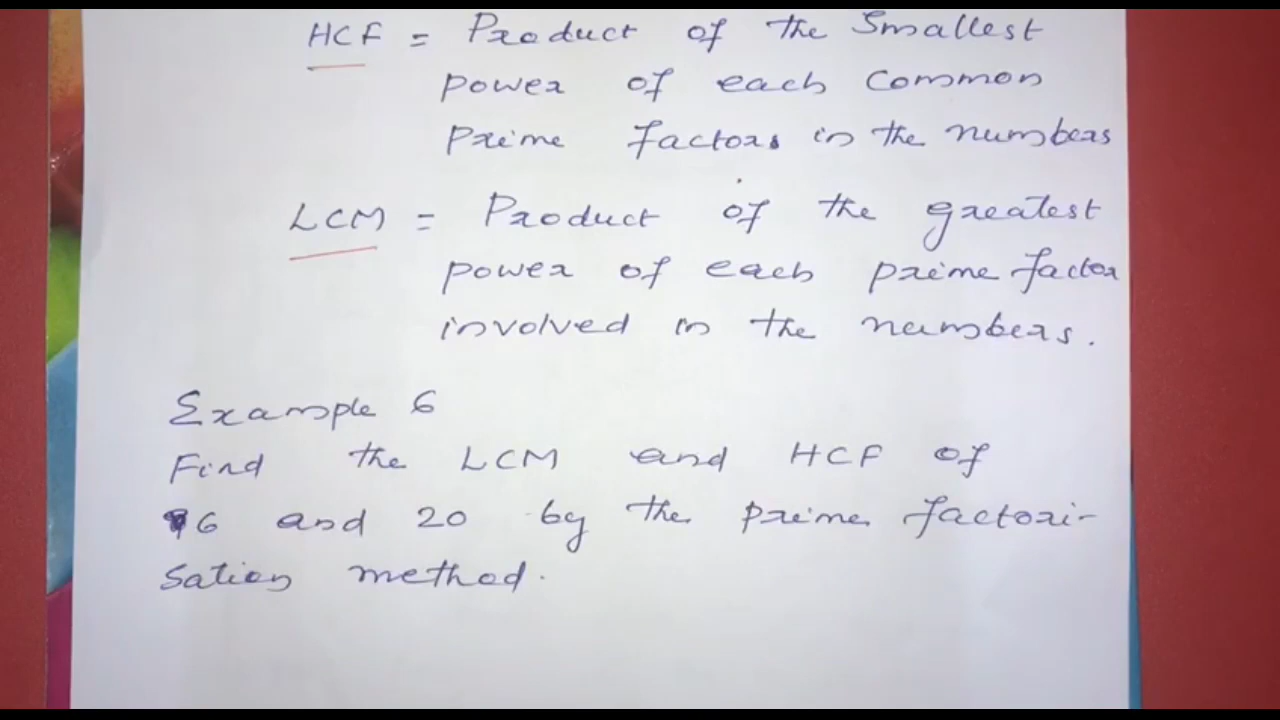 HCF = Product of the Smallest
power of each Common
prime factors in the numbers
LCM = Product of the greatest
power of each prime factor
involved in the numbers.
Example 6
Find the LCM and HCF of
6 and 20 by the prime factori-
sation method.